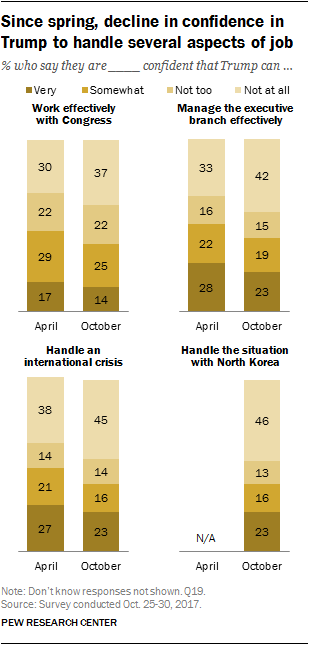 Since spring, decline in confidence in
Trump to handle several aspects of job
% who say they are ____ confident that Trump can ...
Very Somewhat Not too Not at all
Work effectively
with Congress
30 37
22 22
29 25
17 14
April October
Manage the executive
branch effectively
33 42
16 15
22 19
28 23
April October
Handle an
international crisis
38 45
14 14
21 16
27 23
April October
Handle the situation
with North Korea
46
13
16
N/A 23
April October
Note: Don't know responses not shown. Q19.
Source: Survey conducted Oct. 25-30, 2017.
PEW RESEARCH CENTER